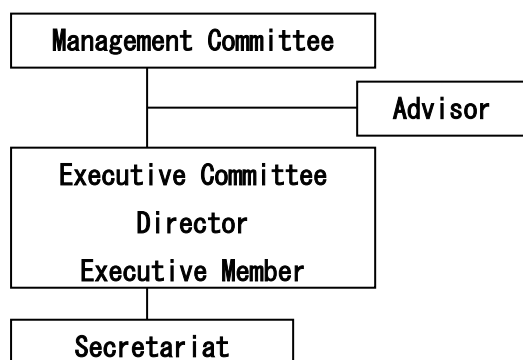 Management Committee
Advisor
Executive Committee
Director
Executive Member
Secretariat